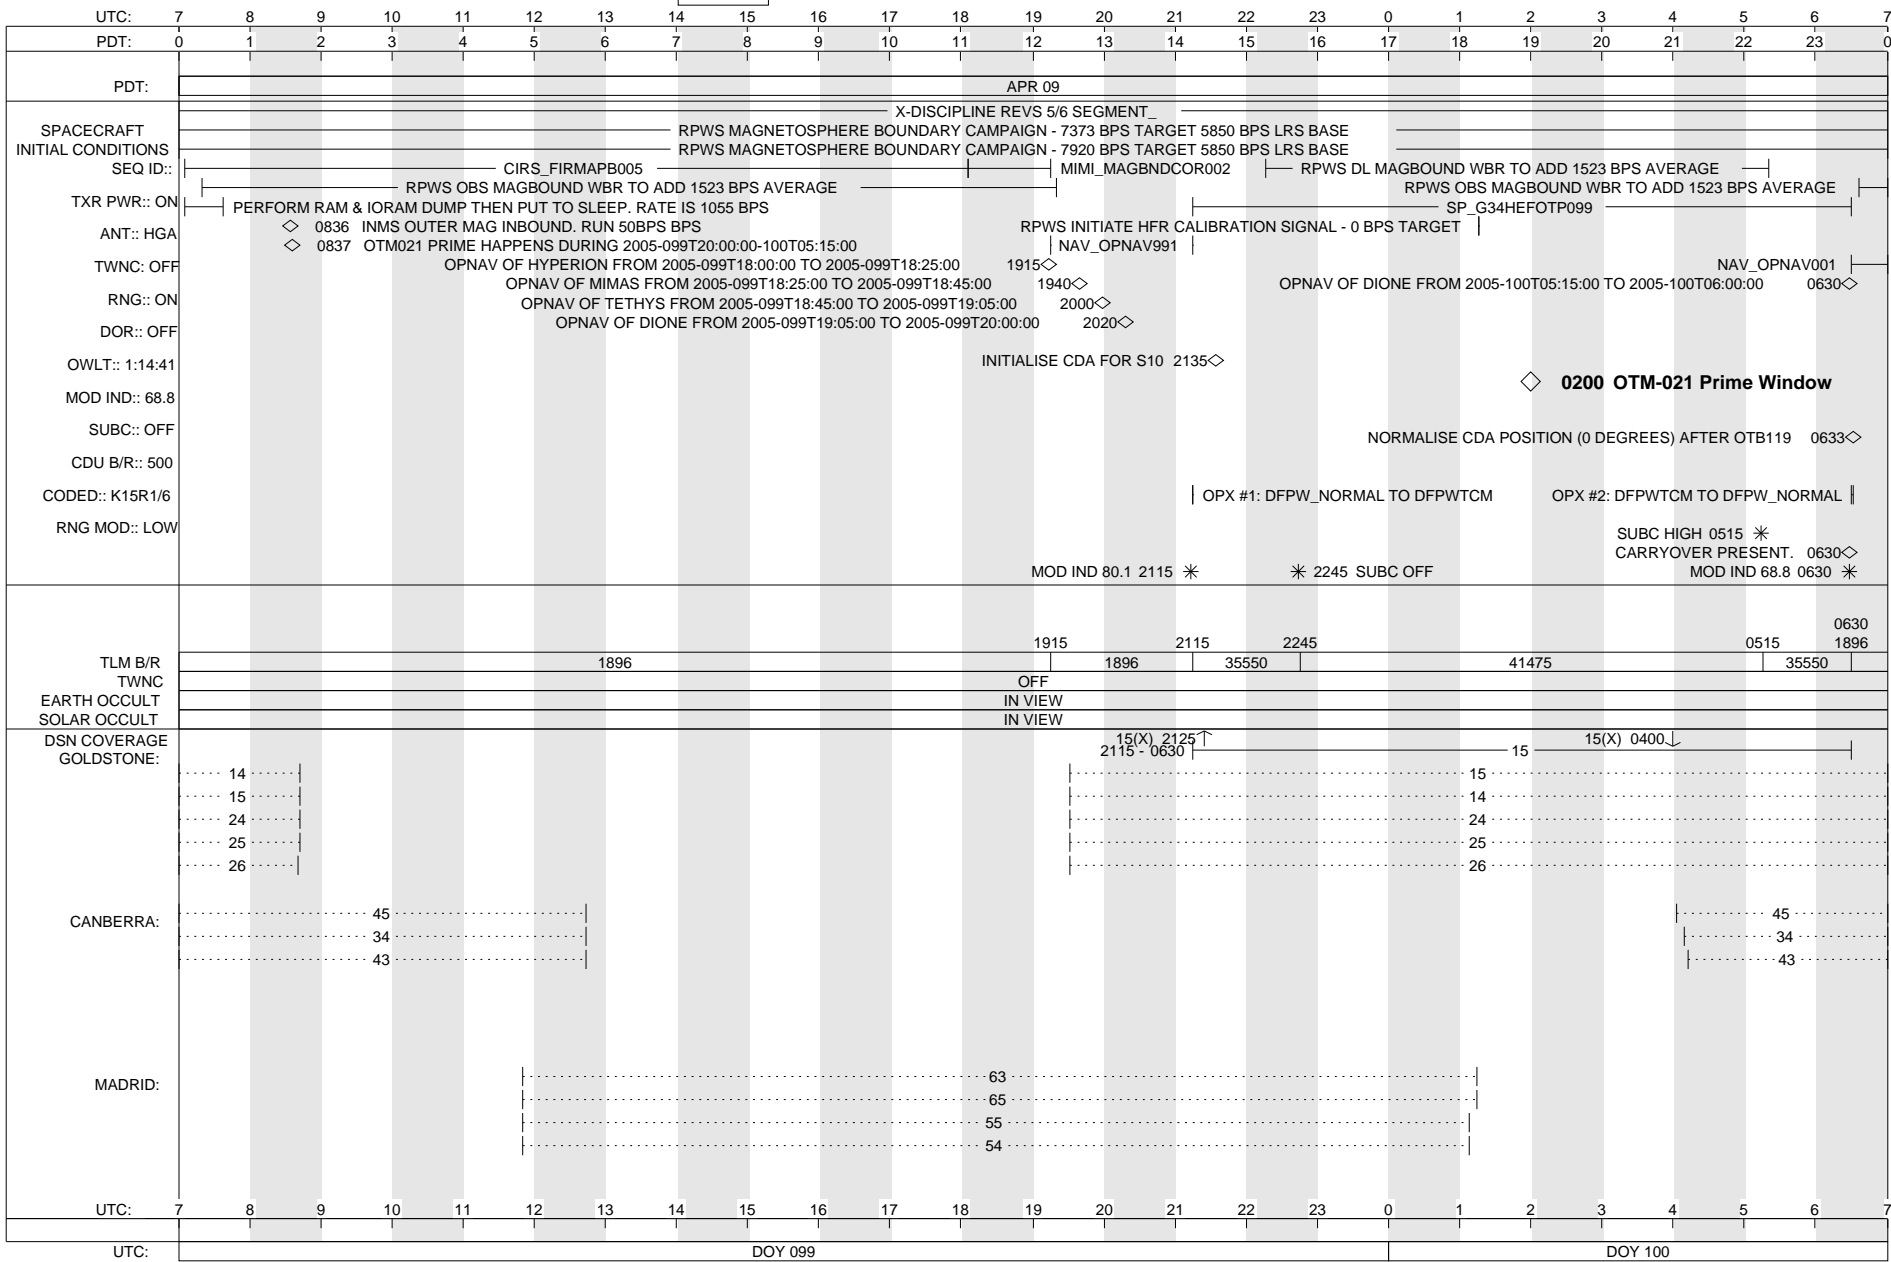 UTC: 7 8 9 10 11 12 13 14 15 16 17 18 19 20 21 22 23 0 1 2 3 4 5 6 7
PDT: 0 1 2 3 4 5 6 7 8 9 10 11 12 13 14 15 16 17 18 19 20 21 22 23 0
PDT: APR 09
X-DISCIPLINE REVS 5/6 SEGMENT_
SPACECRAFT RPWS MAGNETOSPHERE BOUNDARY CAMPAIGN - 7373 BPS TARGET 5850 BPS LRS BASE
INITIAL CONDITIONS RPWS MAGNETOSPHERE BOUNDARY CAMPAIGN - 7920 BPS TARGET 5850 BPS LRS BASE
SEQ ID:: CIRS_FIRMAPB005 MIMI_MAGBNDCOR002 RPWS DL MAGBOUND WBR TO ADD 1523 BPS AVERAGE
RPWS OBS MAGBOUND WBR TO ADD 1523 BPS AVERAGE RPWS OBS MAGBOUND WBR TO ADD 1523 BPS AVERAGE
TXR PWR:: ON PERFORM RAM & IORAM DUMP THEN PUT TO SLEEP. RATE IS 1055 BPS SP_G34HEFOTP099
0836 INMS OUTER MAG INBOUND. RUN 50BPS BPS RPWS INITIATE HFR CALIBRATION SIGNAL - 0 BPS TARGET
ANT:: HGA
0837 OTM021 PRIME HAPPENS DURING 2005-099T20:00:00-100T05:15:00 NAV_OPNAV991
TWNC: OFF OPNAV OF HYPERION FROM 2005-099T18:00:00 TO 2005-099T18:25:00 1915 NAV_OPNAV001
OPNAV OF MIMAS FROM 2005-099T18:25:00 TO 2005-099T18:45:00 1940 OPNAV OF DIONE FROM 2005-100T05:15:00 TO 2005-100T06:00:00 0630
RNG:: ON OPNAV OF TETHYS FROM 2005-099T18:45:00 TO 2005-099T19:05:00 2000
OPNAV OF DIONE FROM 2005-099T19:05:00 TO 2005-099T20:00:00 2020
DOR:: OFF
OWLT:: 1:14:41 INITIALISE CDA FOR S10 2135
0200 OTM-021 Prime Window
MOD IND:: 68.8
SUBC:: OFF
NORMALISE CDA POSITION (0 DEGREES) AFTER OTB119 0633
CDU B/R:: 500
CODED:: K15R1/6 OPX #1: DFPW_NORMAL TO DFPWTCM OPX #2: DFPWTCM TO DFPW_NORMAL
RNG MOD:: LOW
SUBC HIGH 0515
CARRYOVER PRESENT. 0630
MOD IND 80.1 2115 2245 SUBC OFF MOD IND 68.8 0630
0630
1915 2115 2245 0515 1896
TLM B/R 1896 1896 35550 41475 35550
TWNC OFF
EARTH OCCULT IN VIEW
SOLAR OCCULT IN VIEW
DSN COVERAGE 15(X) 2125 15(X) 0400
2115 - 0630 15
GOLDSTONE:
14 15
15 14
24 24
25 25
26 26
CANBERRA:
45 45
34 34
43 43
MADRID:
63
65
55
54
UTC: 7 8 9 10 11 12 13 14 15 16 17 18 19 20 21 22 23 0 1 2 3 4 5 6 7
UTC: DOY 099 DOY 100